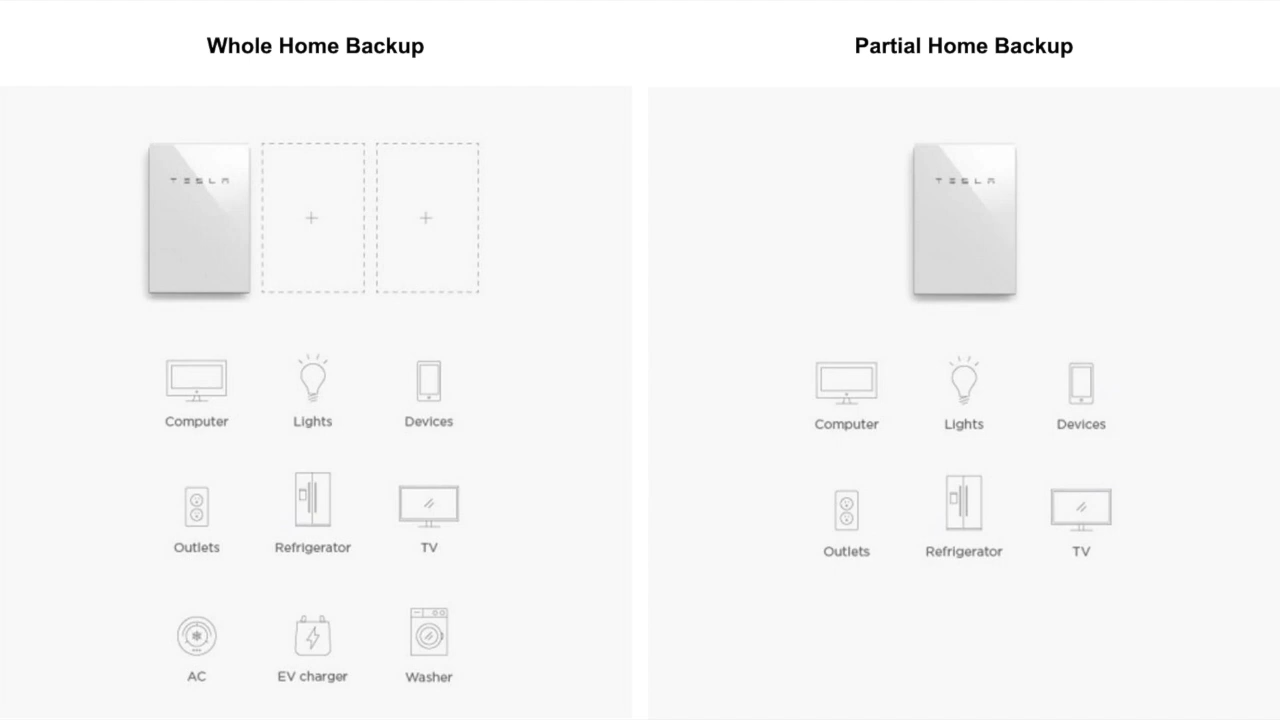 Whole Home Backup
Partial Home Backup
TESLA
+
+
Computer
Lights
Devices
Outlets
Refrigerator
TV
AC
EV charger
Washer
TESLA
Computer
Lights
Devices
Outlets
Refrigerator
TV